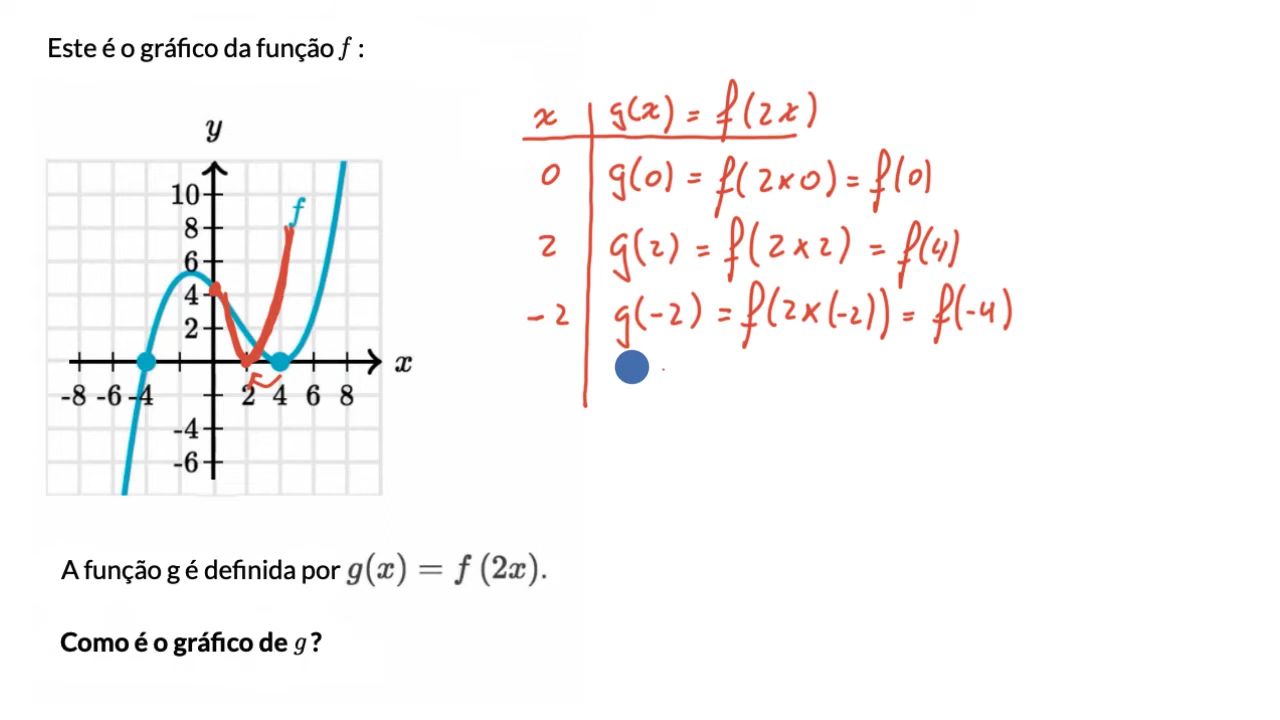 Este é o gráfico da função f :
y
10
8
6
4
2
-4
-6
f
x
-8 -6 -4 2 4 6 8
x | g(x) = f(2x)
0 | g(0) = f(2×0) = f(0)
2 | g(2) = f(2×2) = f(4)
-2 | g(-2) = f(2×(-2)) = f(-4)
A função g é definida por g(x) = f (2x).
Como é o gráfico de g?